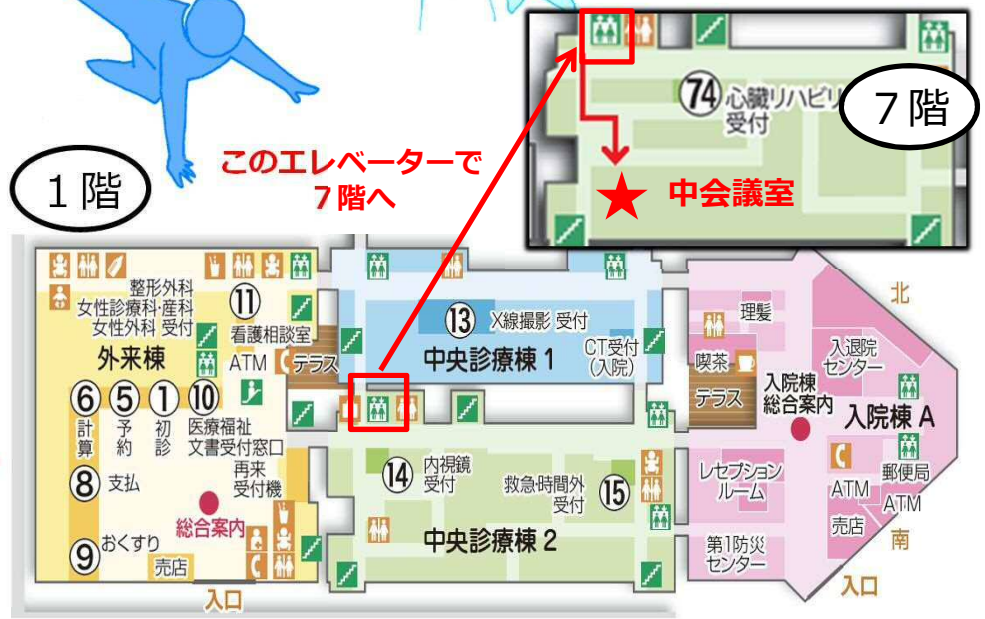 1階
このエレベーターで
7階へ
74
心臓リハビリ
受付
7階
中会議室
整形外科
女性診療科・産科
女性外科 受付
11
看護相談室
外来棟
ATM
テラス
6
計算
5
予約
1
初診
10
医療福祉
文書受付窓口
再来
受付機
8
支払
総合案内
9
おくすり
売店
入口
13
X線撮影 受付
CT受付
(入院)
中央診療棟 1
14
内視鏡
受付
救急・時間外
受付
15
中央診療棟 2
理髪
喫茶
テラス
入退院
センター
入院棟
総合案内
入院棟 A
レセプション
ルーム
郵便局
ATM
ATM
売店
第1防災
センター
北
南
入口